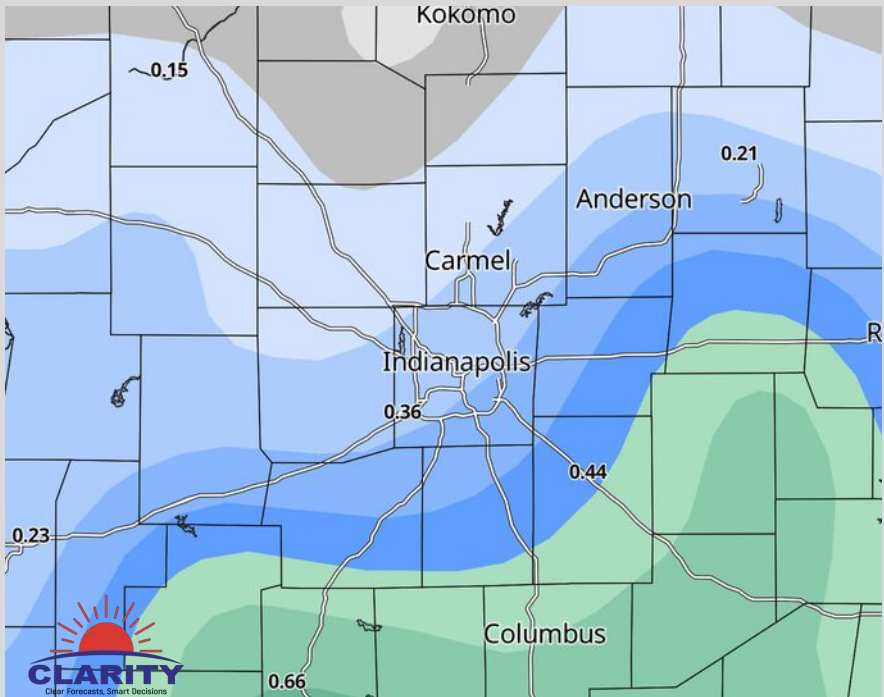 Kokomo
0.15
0.21
Anderson
Carmel
R
Indianapolis
0.36
0.44
0.23
Columbus
0.66
CLARITY
Clear Forecasts, Smart Decisions